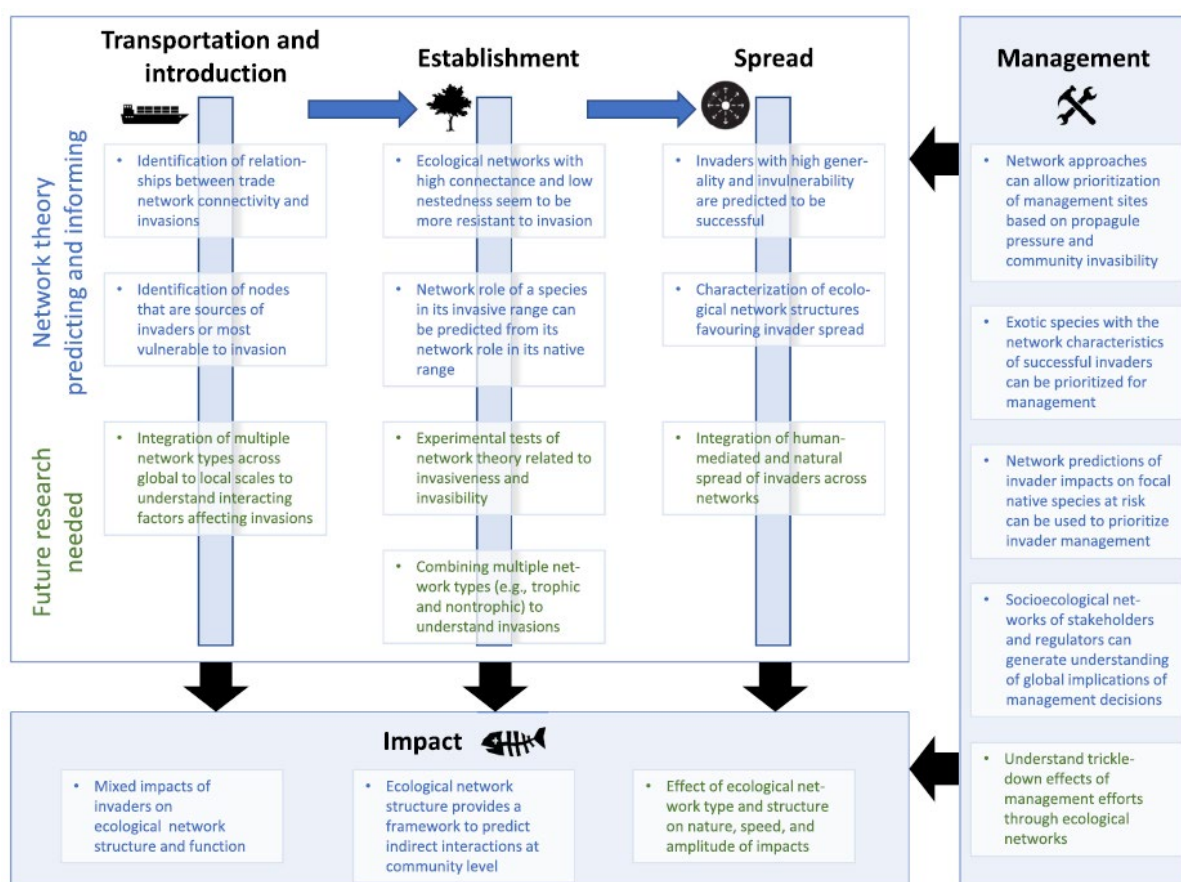 Transportation and
introduction
Establishment
Spread
Management
Network theory
predicting and informing
Future research
needed
• Identification of relation-
ships between trade
network connectivity and
invasions
• Identification of nodes
that are sources of
invaders or most
vulnerable to invasion
• Integration of multiple
network types across
global to local scales to
understand interacting
factors affecting invasions
• Ecological networks with
high connectance and low
nestedness seem to be
more resistant to invasion
• Network role of a species
in its invasive range can
be predicted from its
network role in its native
range
• Experimental tests of
network theory related to
invasiveness and
invasibility
• Combining multiple net-
work types (e.g., trophic
and nontrophic) to
understand invasions
• Invaders with high gener-
ality and invulnerability
are predicted to be
successful
• Characterization of ecolo-
gical network structures
favouring invader spread
• Integration of human-
mediated and natural
spread of invaders across
networks
• Network approaches
can allow prioritization
of management sites
based on propagule
pressure and
community invasibility
• Exotic species with the
network characteristics
of successful invaders
can be prioritized for
management
• Network predictions of
invader impacts on focal
native species at risk
can be used to prioritize
invader management
• Socioecological net-
works of stakeholders
and regulators can
generate understanding
of global implications of
management decisions
• Understand trickle-
down effects of
management efforts
through ecological
networks
Impact
• Mixed impacts of
invaders on
ecological network
structure and function
• Ecological network
structure provides a
framework to predict
indirect interactions at
community level
• Effect of ecological net-
work type and structure
on nature, speed, and
amplitude of impacts